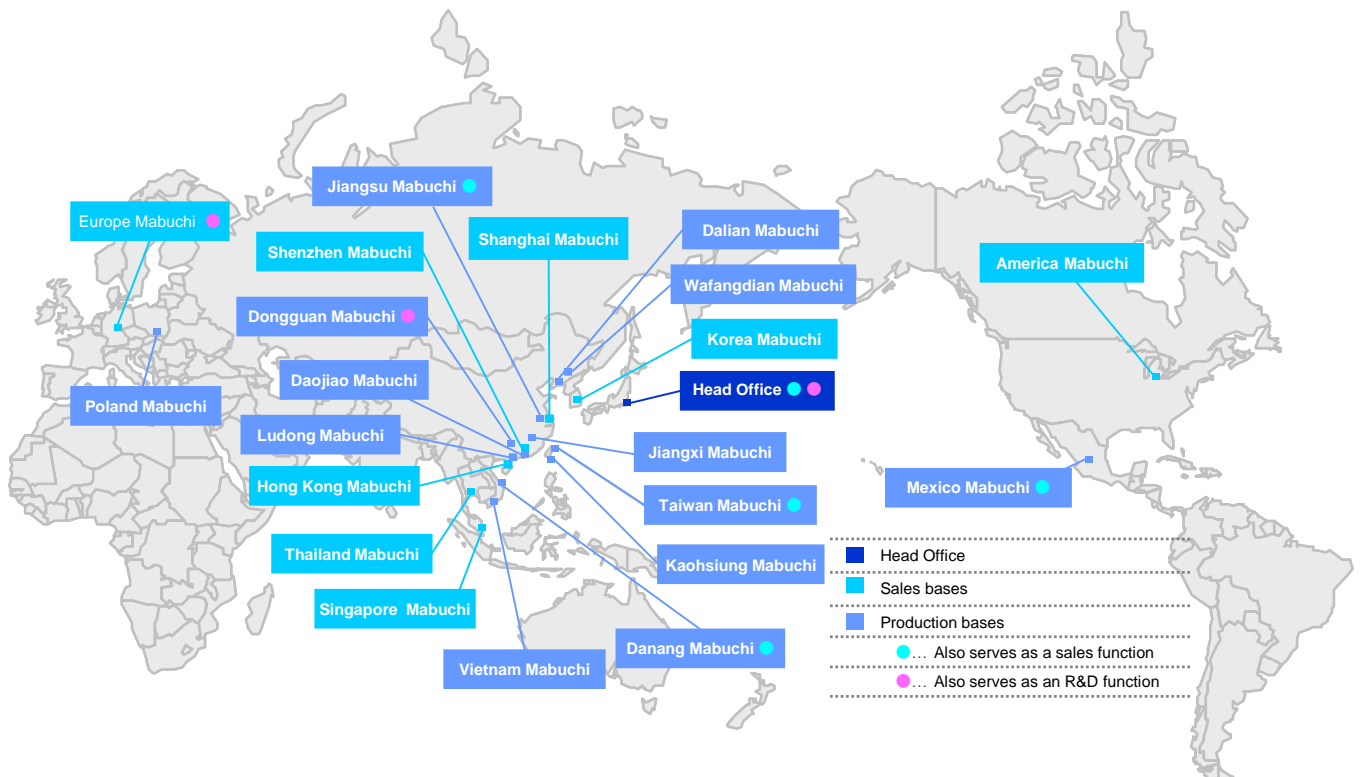 Jiangsu Mabuchi
Europe Mabuchi
Shenzhen Mabuchi
Shanghai Mabuchi
Dalian Mabuchi
America Mabuchi
Wafangdian Mabuchi
Dongguan Mabuchi
Korea Mabuchi
Daojiao Mabuchi
Head Office
Poland Mabuchi
Ludong Mabuchi
Jiangxi Mabuchi
Hong Kong Mabuchi
Taiwan Mabuchi
Mexico Mabuchi
Thailand Mabuchi
Kaohsiung Mabuchi
Singapore Mabuchi
Danang Mabuchi
Vietnam Mabuchi
Head Office
Sales bases
Production bases
... Also serves as a sales function
... Also serves as an R&D function